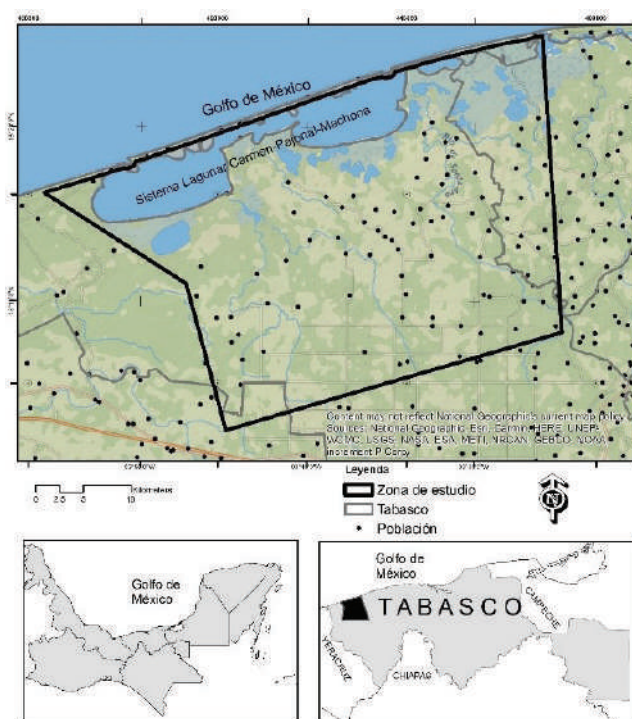 Golfo de México
Sistema Lagunar Carmen-Pajonal-Machona
Content may not reflect National Geographic's current map policy.
Sources: National Geographic, Esri, Garmin, HERE, UNEP-
WCMC, USGS, NASA, ESA, METI, NRCAN, GEBCO, NOAA,
increment P Corp.
Leyenda
Zona de estudio
Tabasco
Población
0 2.5 5 10
Kilometers
N
Golfo de
México
Golfo de
México
TABASCO
CAMPECHE
VERACRUZ
CHIAPAS